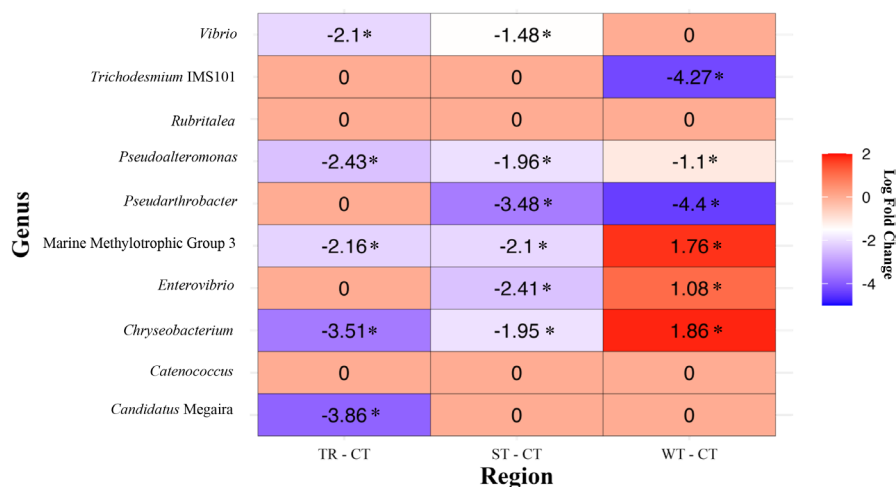 Vibrio -2.1* -1.48* 0
Trichodesmium IMS101 0 0 -4.27*
Rubritalea 0 0 0
Pseudoalteromonas -2.43* -1.96* -1.1*
Pseudarthrobacter 0 -3.48* -4.4*
Marine Methylotrophic Group 3 -2.16* -2.1* 1.76*
Enterovibrio 0 -2.41* 1.08*
Chryseobacterium -3.51* -1.95* 1.86*
Catenococcus 0 0 0
Candidatus Megaira -3.86* 0 0
TR - CT ST - CT WT - CT
Region
Genus
2
0
-2
-4
Log Fold Change